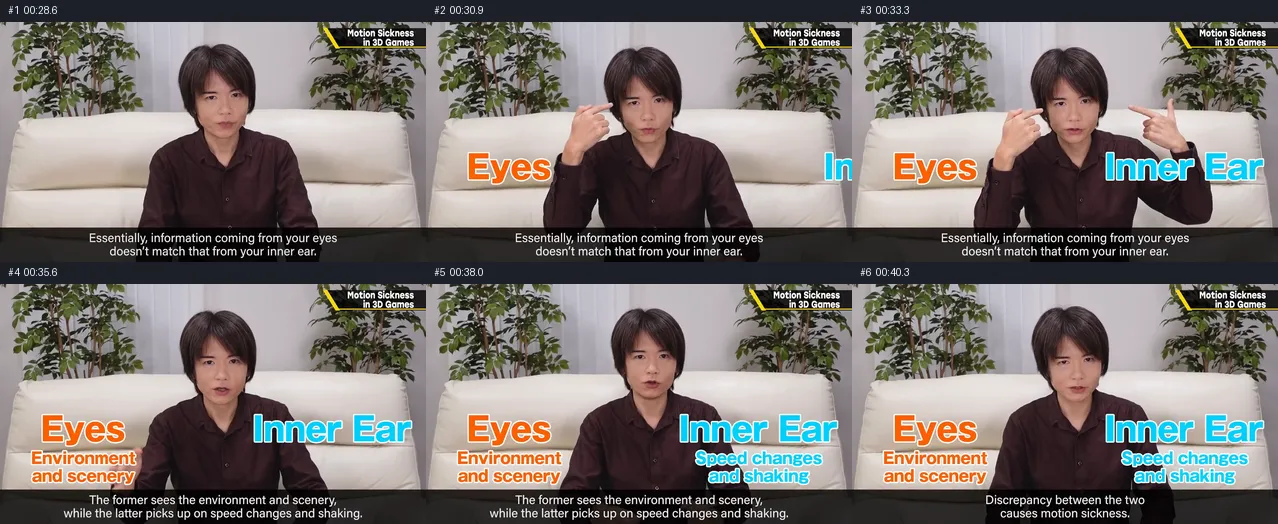 #1 00:28.6
Motion Sickness
in 3D Games
Essentially, information coming from your eyes
doesn't match that from your inner ear.
#2 00:30.9
Motion Sickness
in 3D Games
Eyes
In
Essentially, information coming from your eyes
doesn't match that from your inner ear.
#3 00:33.3
Motion Sickness
in 3D Games
Eyes
Inner Ear
Essentially, information coming from your eyes
doesn't match that from your inner ear.
#4 00:35.6
Motion Sickness
in 3D Games
Eyes
Inner Ear
Environment
and scenery
The former sees the environment and scenery,
while the latter picks up on speed changes and shaking.
#5 00:38.0
Motion Sickness
in 3D Games
Eyes
Inner Ear
Environment
and scenery
Speed changes
and shaking
The former sees the environment and scenery,
while the latter picks up on speed changes and shaking.
#6 00:40.3
Motion Sickness
in 3D Games
Eyes
Inner Ear
Environment
and scenery
Speed changes
and shaking
Discrepancy between the two
causes motion sickness.